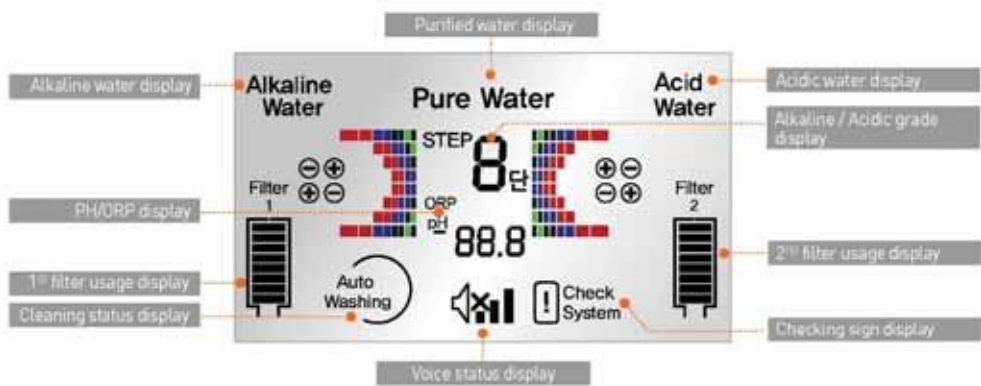 Purified water display
Alkaline water display
Alkaline
Water
Pure Water
Acid
Water
Acidic water display
Alkaline / Acidic grade
display
STEP
8
단
Filter
1
Filter
2
PH/ORP display
ORP
pH
88.8
1st filter usage display
2nd filter usage display
Auto
Washing
Check
System
Cleaning status display
Checking sign display
Voice status display